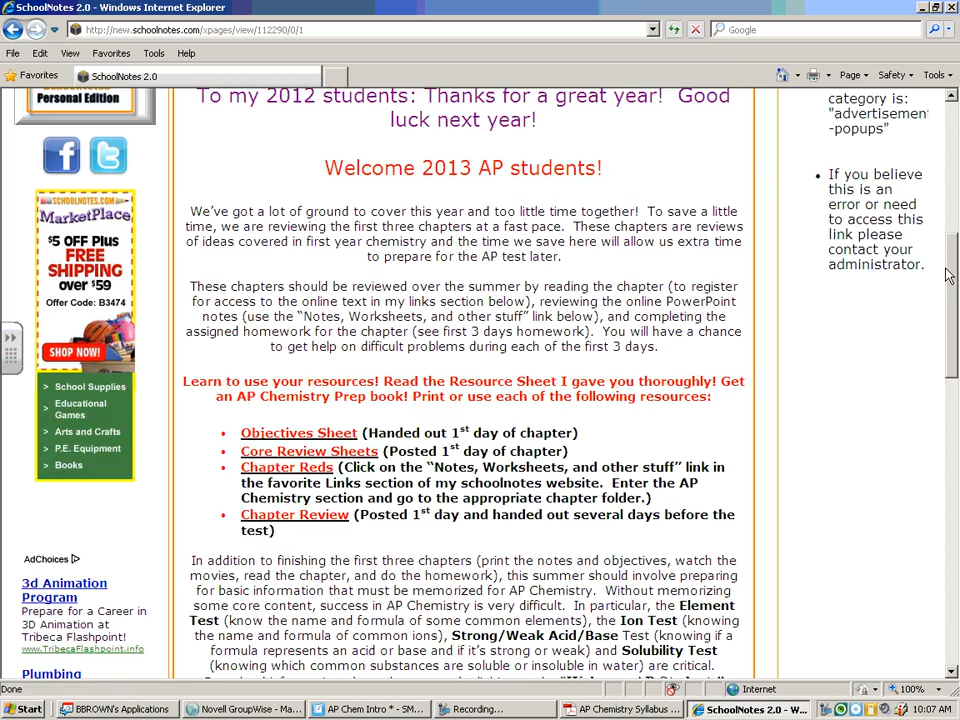 SchoolNotes 2.0 - Windows Internet Explorer
http://new.schoolnotes.com/xpages/view/112290/0/1
Google
File Edit View Favorites Tools Help
Favorites
SchoolNotes 2.0
Page Safety Tools
Personal Edition
MarketPlace
SCHOOLNOTES.COM
$5 OFF Plus
FREE
SHIPPING
over $59
Offer Code: B3474
SHOP NOW!
> School Supplies
> Educational
Games
> Arts and Crafts
> P.E. Equipment
> Books
AdChoices
3d Animation
Program
Prepare for a Career in
3D Animation at
Tribeca Flashpoint!
www.TribecaFlashpoint.info
Plumbing
To my 2012 students: Thanks for a great year! Good
luck next year!
Welcome 2013 AP students!
We've got a lot of ground to cover this year and too little time together! To save a little
time, we are reviewing the first three chapters at a fast pace. These chapters are reviews
of ideas covered in first year chemistry and the time we save here will allow us extra time
to prepare for the AP test later.
These chapters should be reviewed over the summer by reading the chapter (to register
for access to the online text in my links section below), reviewing the online PowerPoint
notes (use the “Notes, Worksheets, and other stuff” link below), and completing the
assigned homework for the chapter (see first 3 days homework). You will have a chance
to get help on difficult problems during each of the first 3 days.
Learn to use your resources! Read the Resource Sheet I gave you thoroughly! Get
an AP Chemistry Prep book! Print or use each of the following resources:
• Objectives Sheet (Handed out 1st day of chapter)
• Core Review Sheets (Posted 1st day of chapter)
• Chapter Reds (Click on the “Notes, Worksheets, and other stuff” link in
the favorite Links section of my schoolnotes website. Enter the AP
Chemistry section and go to the appropriate chapter folder.)
• Chapter Review (Posted 1st day and handed out several days before the
test)
In addition to finishing the first three chapters (print the notes and objectives, watch the
movies, read the chapter, and do the homework), this summer should involve preparing
for basic information that must be memorized for AP Chemistry. Without memorizing
some core content, success in AP Chemistry is very difficult. In particular, the Element
Test (know the name and formula of some common elements), the Ion Test (knowing
the name and formula of common ions), Strong/Weak Acid/Base Test (knowing if a
formula represents an acid or base and if it's strong or weak) and Solubility Test
(knowing which common substances are soluble or insoluble in water) are critical.
category is:
"advertisement
-popups"
• If you believe
this is an
error or need
to access this
link please
contact your
administrator.
Done
Internet
100%
Start
BBROWN's Applications
Novell GroupWise - Ma...
AP Chem Intro * - SM...
Recording...
AP Chemistry Syllabus ...
SchoolNotes 2.0 - W...
10:07 AM